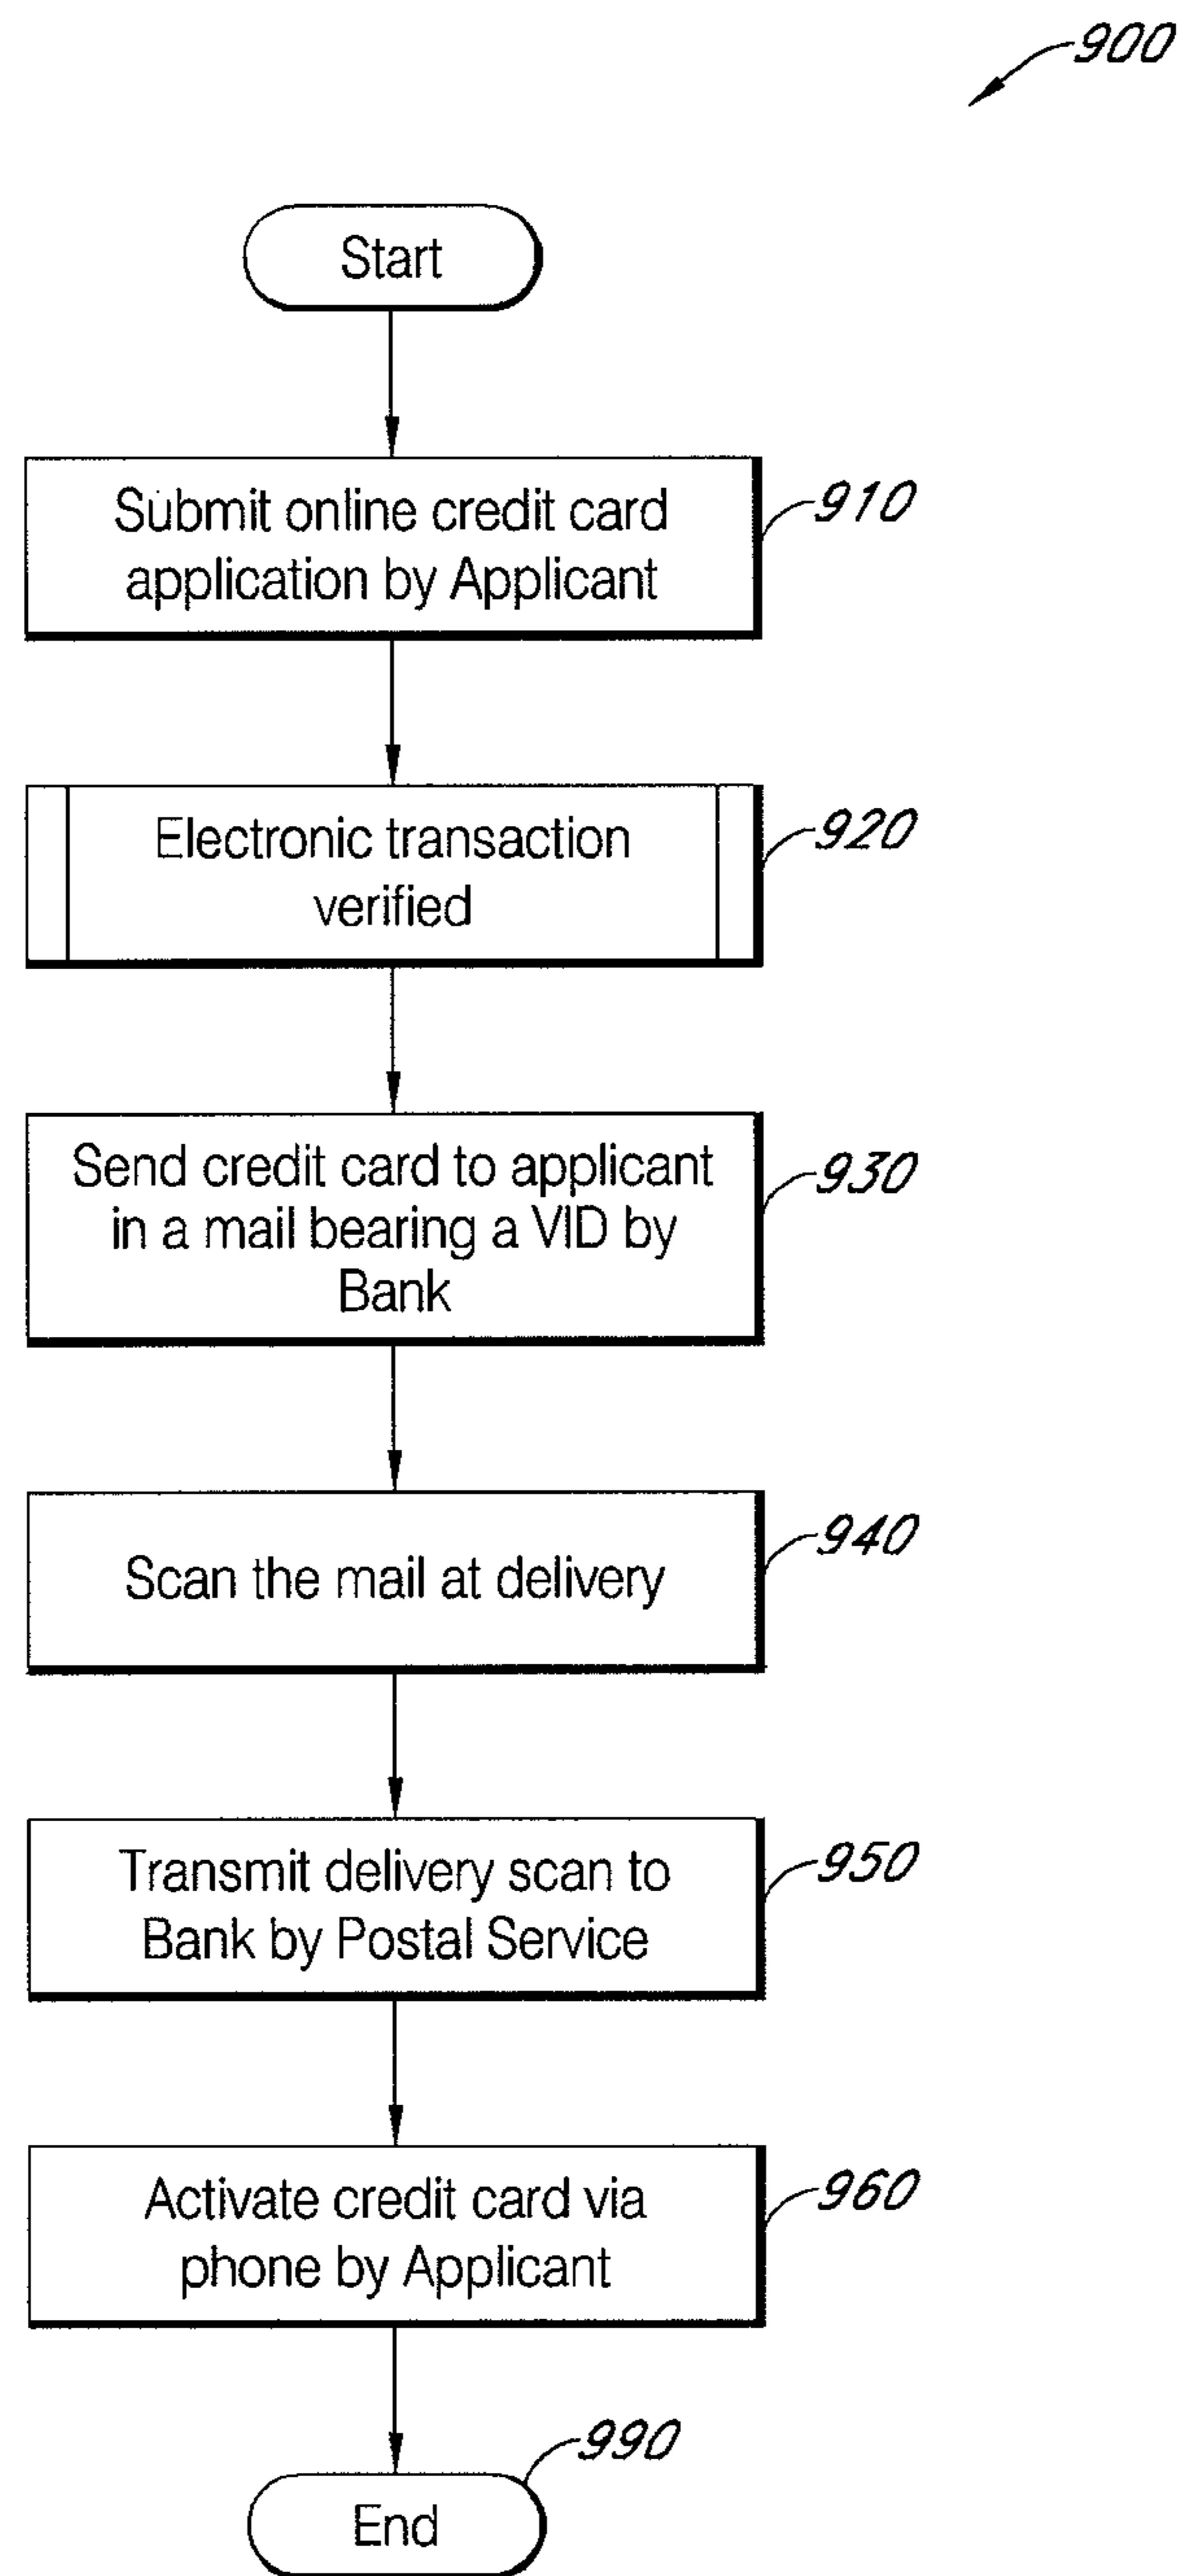 900
Start
Submit online credit card
application by Applicant
910
Electronic transaction
verified
920
Send credit card to applicant
in a mail bearing a VID by
Bank
930
Scan the mail at delivery
940
Transmit delivery scan to
Bank by Postal Service
950
Activate credit card via
phone by Applicant
960
990
End